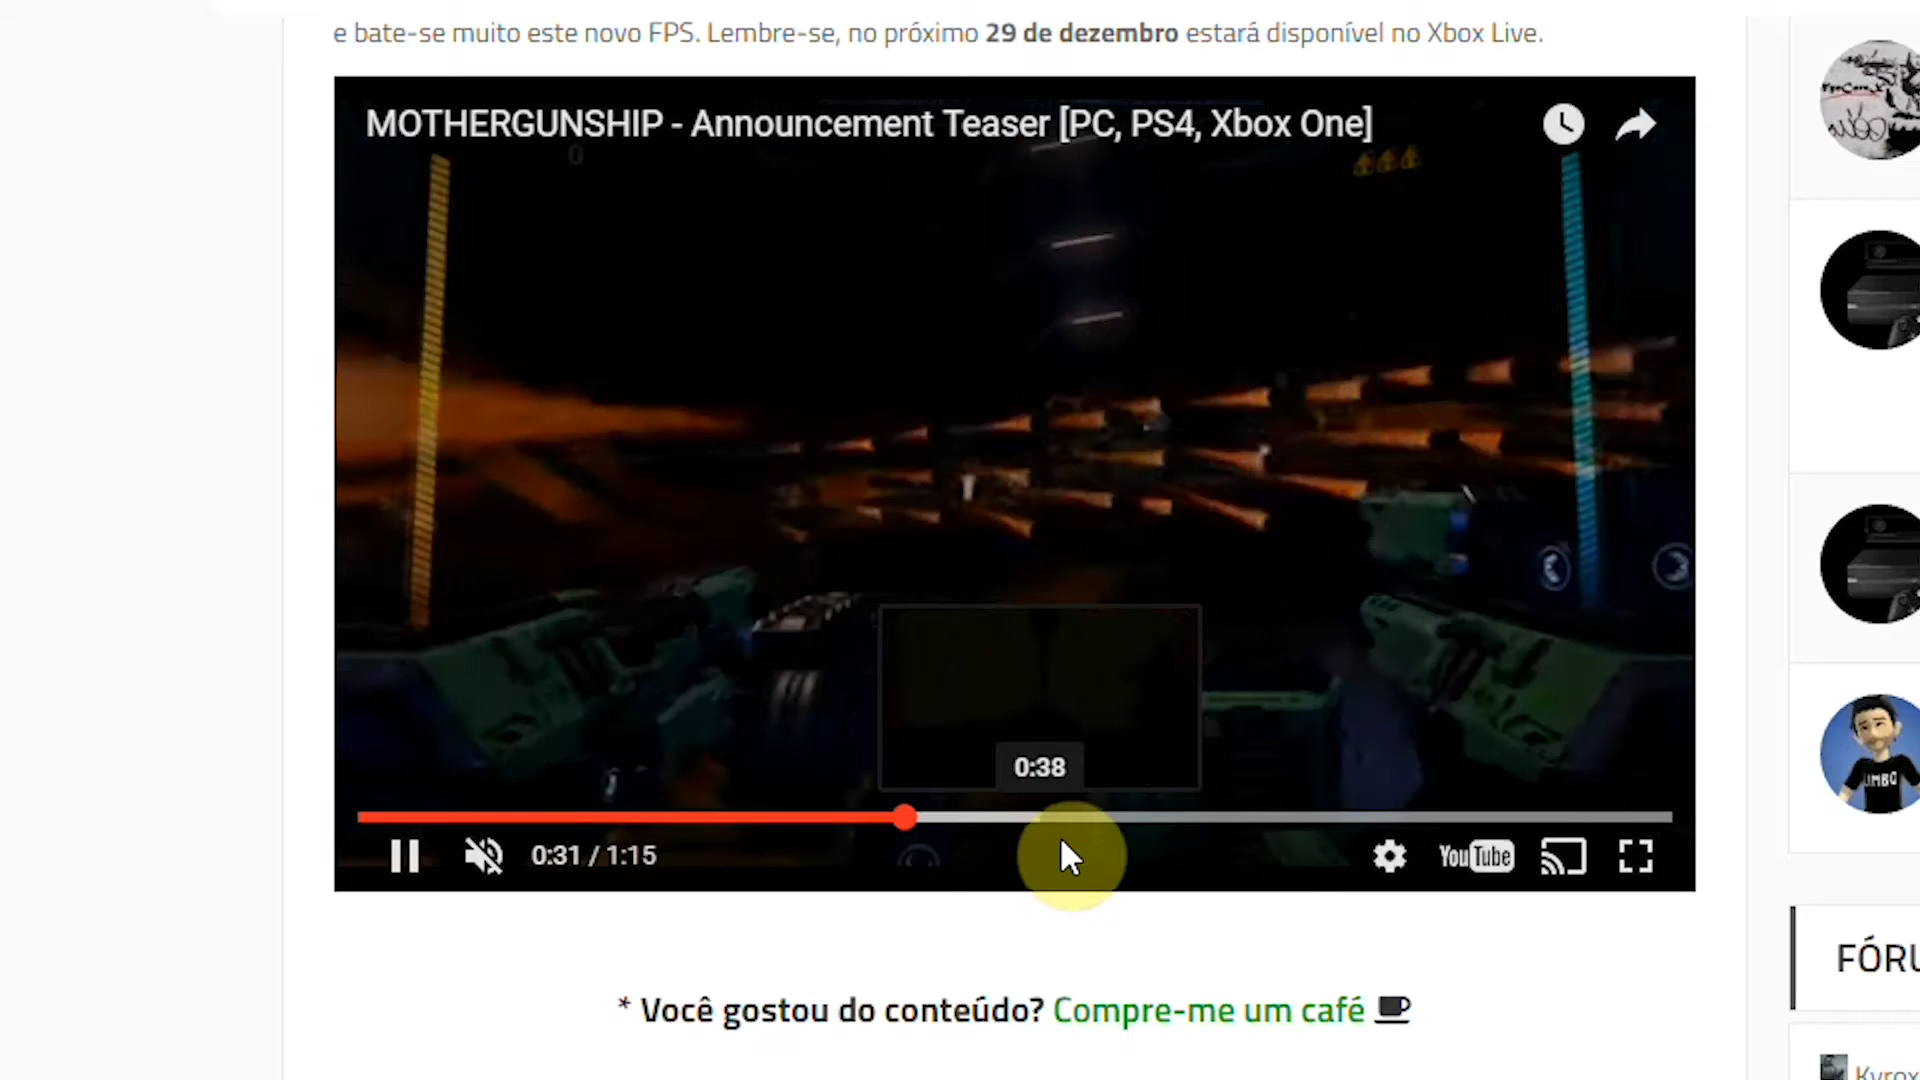 e bate-se muito este novo FPS. Lembre-se, no próximo 29 de dezembro estará disponível no Xbox Live.
MOTHERGUNSHIP - Announcement Teaser [PC, PS4, Xbox One]
0
0:38
0:31 / 1:15
YouTube
* Você gostou do conteúdo? Compre-me um café